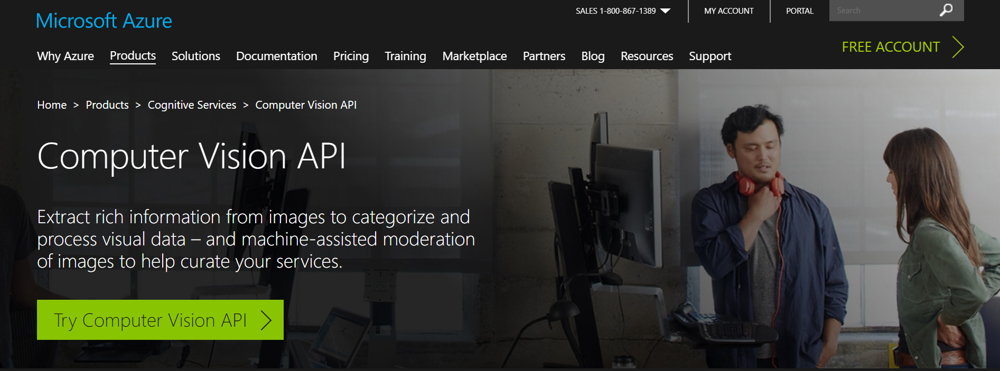 SALES 1-800-867-1389
MY ACCOUNT
PORTAL
Search
Microsoft Azure
FREE ACCOUNT
Why Azure Products Solutions Documentation Pricing Training Marketplace Partners Blog Resources Support
Home > Products > Cognitive Services > Computer Vision API
Computer Vision API
Extract rich information from images to categorize and
process visual data – and machine-assisted moderation
of images to help curate your services.
Try Computer Vision API